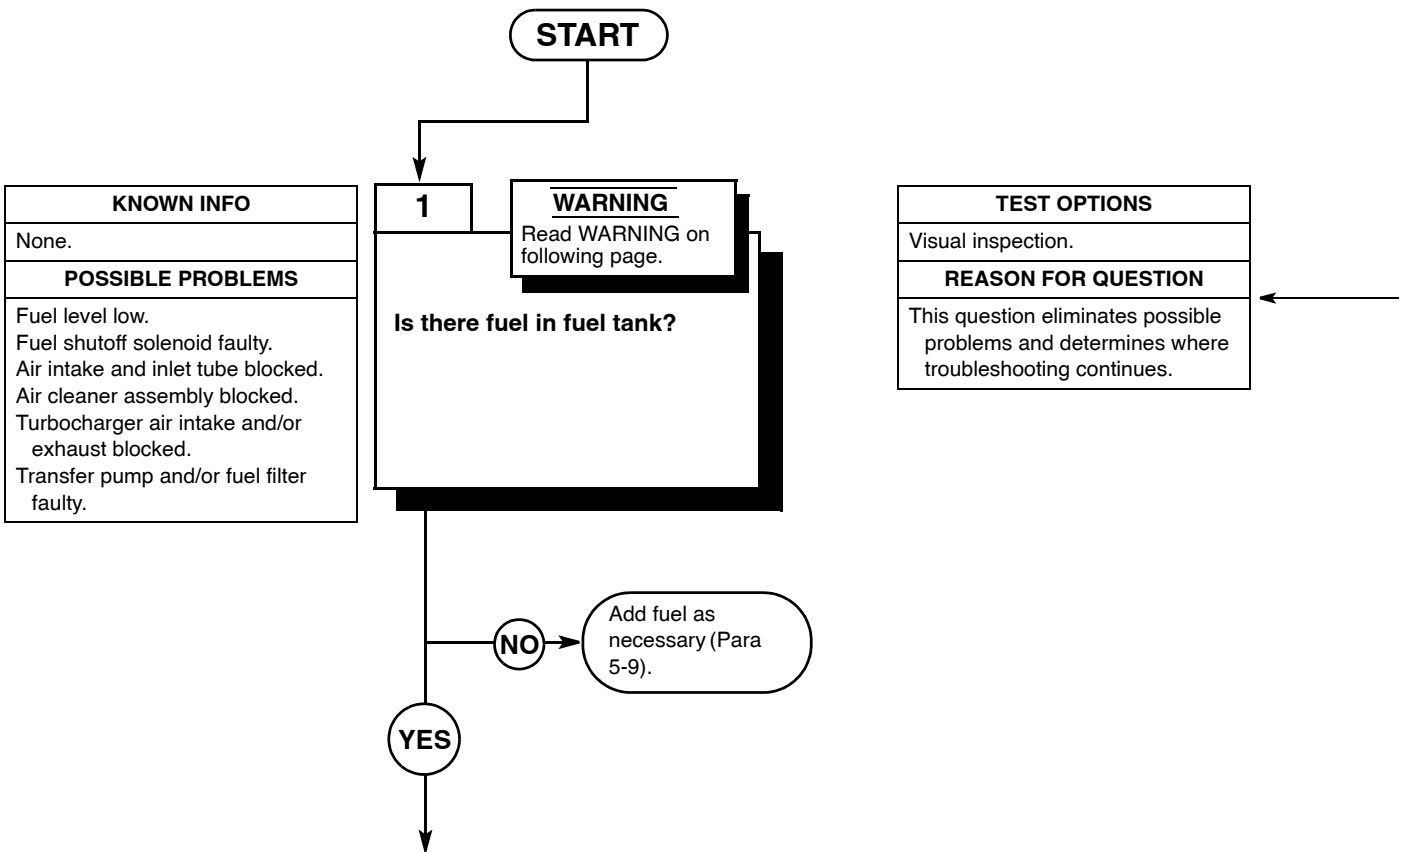 START
KNOWN INFO
None.
POSSIBLE PROBLEMS
Fuel level low.
Fuel shutoff solenoid faulty.
Air intake and inlet tube blocked.
Air cleaner assembly blocked.
Turbocharger air intake and/or
exhaust blocked.
Transfer pump and/or fuel filter
faulty.
1
WARNING
Read WARNING on
following page.
Is there fuel in fuel tank?
TEST OPTIONS
Visual inspection.
REASON FOR QUESTION
This question eliminates possible
problems and determines where
troubleshooting continues.
NO
Add fuel as
necessary (Para
5-9).
YES